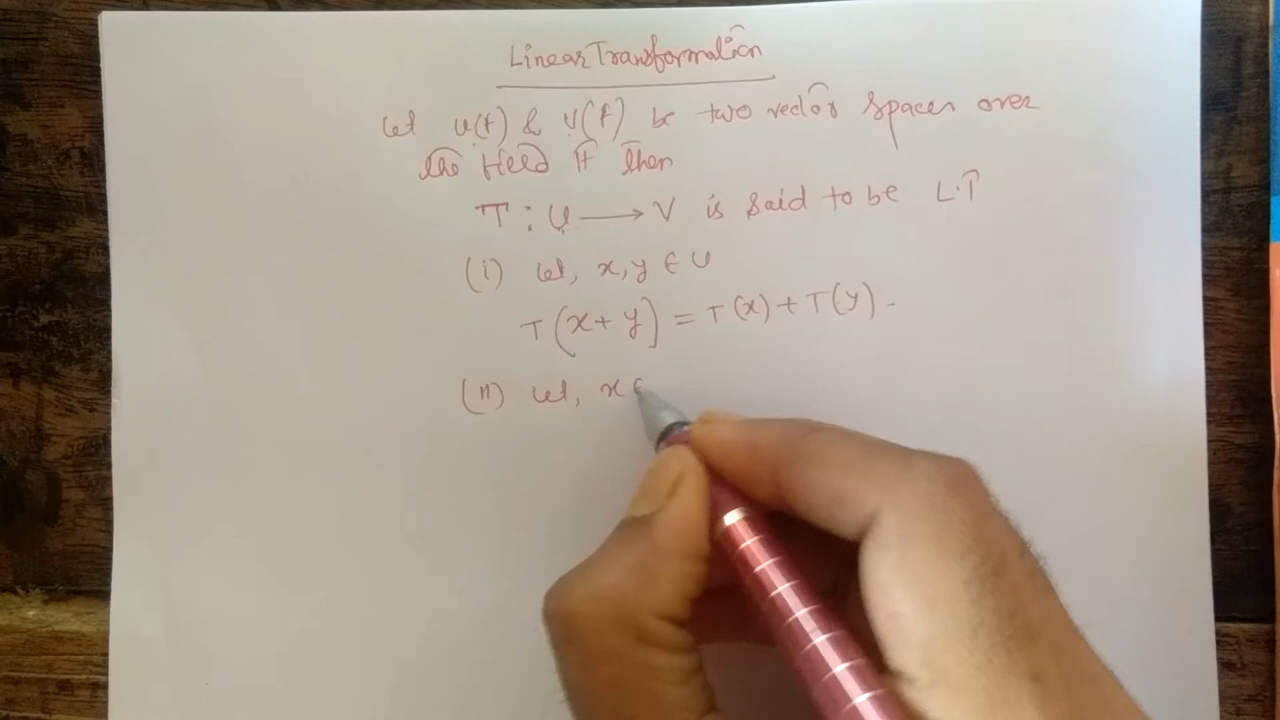 Linear Transformation
Let U(F) & V(F) be two vector spaces over
the field F then
T : U → V is said to be L.T
(i) Let, x, y ∈ U
T(x+y) = T(x) + T(y).
(ii) Let, x